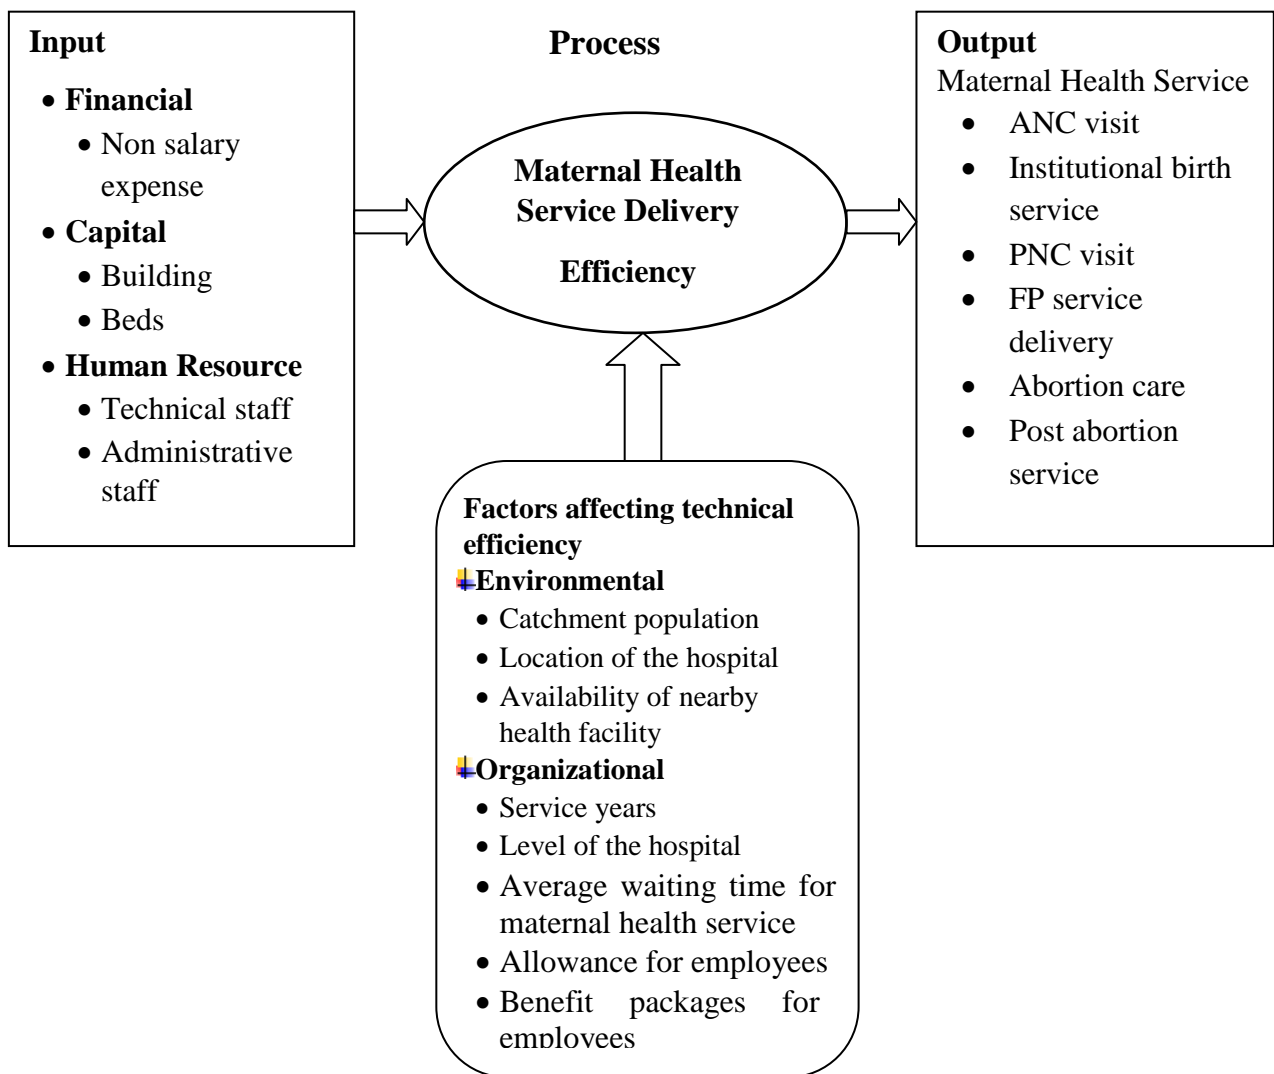 Input
• Financial
• Non salary
expense
• Capital
• Building
• Beds
• Human Resource
• Technical staff
• Administrative
staff
Process
Maternal Health
Service Delivery
Efficiency
Output
Maternal Health Service
• ANC visit
• Institutional birth
service
• PNC visit
• FP service
delivery
• Abortion care
• Post abortion
service
Factors affecting technical
efficiency
Environmental
• Catchment population
• Location of the hospital
• Availability of nearby
health facility
Organizational
• Service years
• Level of the hospital
• Average waiting time for
maternal health service
• Allowance for employees
• Benefit packages for
employees